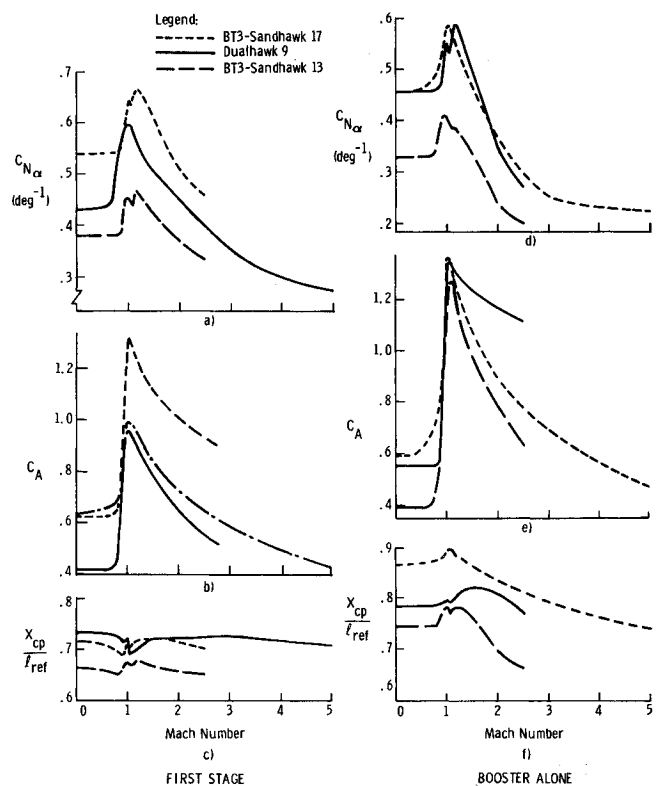 Legend:
BT3-Sandhawk 17
Dualhawk 9
BT3-Sandhawk 13
.7
.6
.5
.4
.3
C_Nα
(deg⁻¹)
a)
1.2
1.0
.8
.6
.4
C_A
b)
.8
.7
.6
X_cp
ℓ_ref
0 1 2 3 4 5
Mach Number
c)
FIRST STAGE
.6
.5
.4
.3
.2
C_Nα
(deg⁻¹)
d)
1.2
1.0
.8
.6
.4
C_A
e)
.9
.8
.7
.6
X_cp
ℓ_ref
0 1 2 3 4 5
Mach Number
f)
BOOSTER ALONE